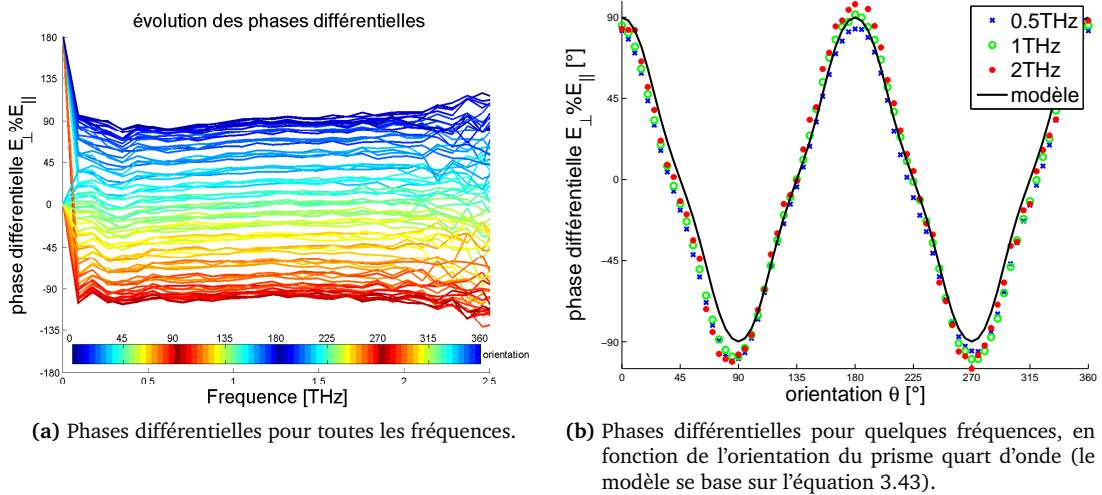 évolution des phases différentielles
phase différentielle E⊥%E||
180
135
90
45
0
-45
-90
-135
-180
0 45 90 135 180 225 270 315 360
orientation
0 0.5 1 1.5 2 2.5
Frequence [THz]
(a) Phases différentielles pour toutes les fréquences.
phase différentielle E⊥%E|| [°]
90
45
0
-45
-90
0.5THz
1THz
2THz
modèle
0 45 90 135 180 225 270 315 360
orientation θ [°]
(b) Phases différentielles pour quelques fréquences, en
fonction de l'orientation du prisme quart d'onde (le
modèle se base sur l'équation 3.43).